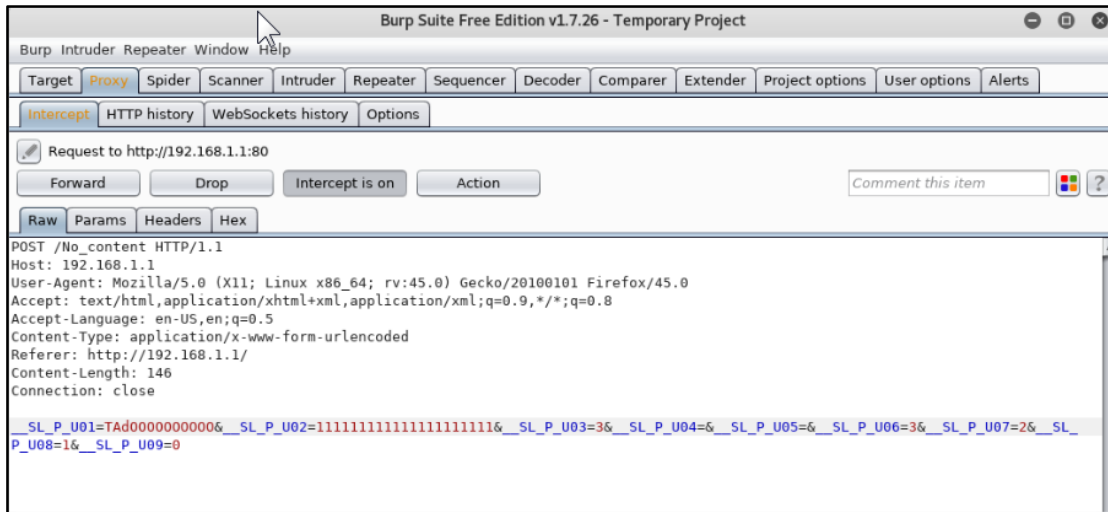 Burp Suite Free Edition v1.7.26 - Temporary Project
Burp Intruder Repeater Window Help
Target Proxy Spider Scanner Intruder Repeater Sequencer Decoder Comparer Extender Project options User options Alerts
Intercept HTTP history WebSockets history Options
Request to http://192.168.1.1:80
Forward Drop Intercept is on Action Comment this item ?
Raw Params Headers Hex
POST /No_content HTTP/1.1
Host: 192.168.1.1
User-Agent: Mozilla/5.0 (X11; Linux x86_64; rv:45.0) Gecko/20100101 Firefox/45.0
Accept: text/html,application/xhtml+xml,application/xml;q=0.9,*/*;q=0.8
Accept-Language: en-US,en;q=0.5
Content-Type: application/x-www-form-urlencoded
Referer: http://192.168.1.1/
Content-Length: 146
Connection: close
__SL_P_U01=TAdOOOOOOOOOO&__SL_P_U02=111111111111111111111&__SL_P_U03=3&__SL_P_U04=&__SL_P_U05=&__SL_P_U06=3&__SL_P_U07=2&__SL_
P_U08=1&__SL_P_U09=0